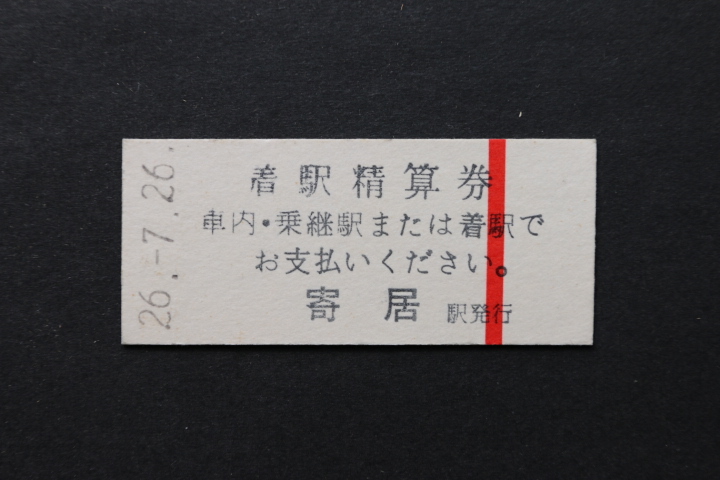 26.-7.26.
着駅精算券
車内・乗継駅または着駅で
お支払いください。
寄居 駅発行